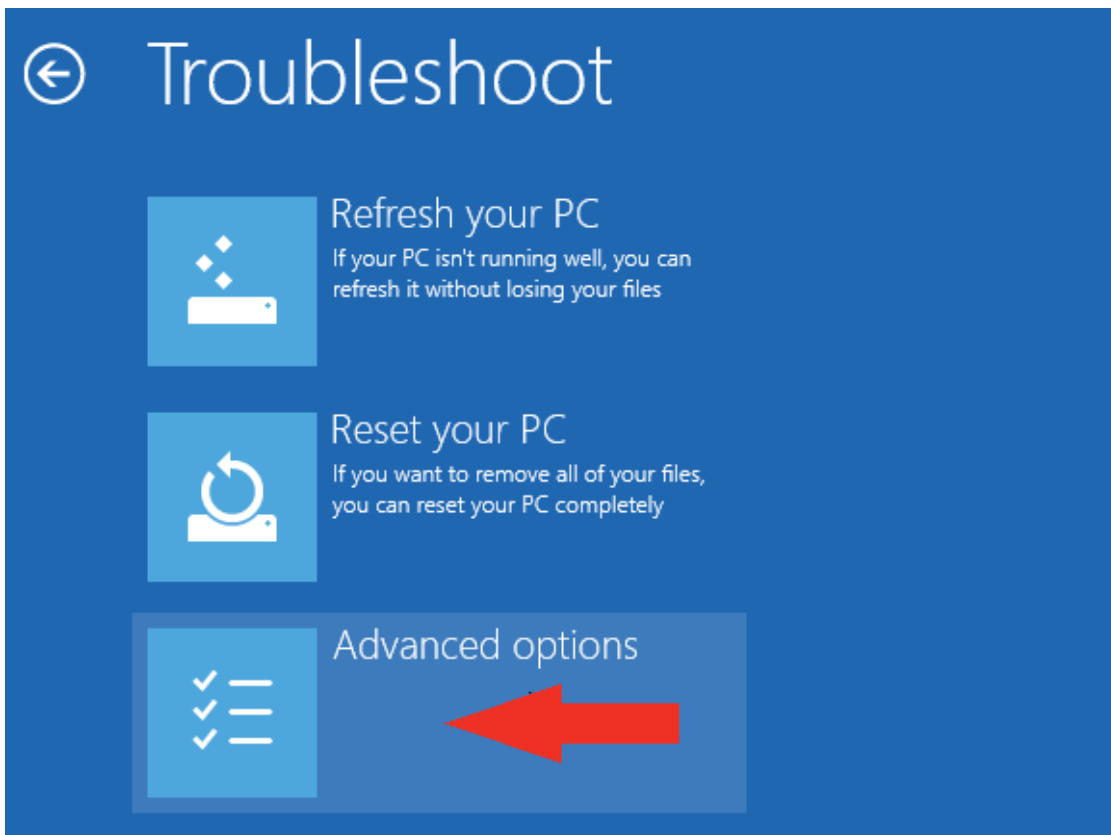 Troubleshoot
Refresh your PC
If your PC isn't running well, you can
refresh it without losing your files
Reset your PC
If you want to remove all of your files,
you can reset your PC completely
Advanced options